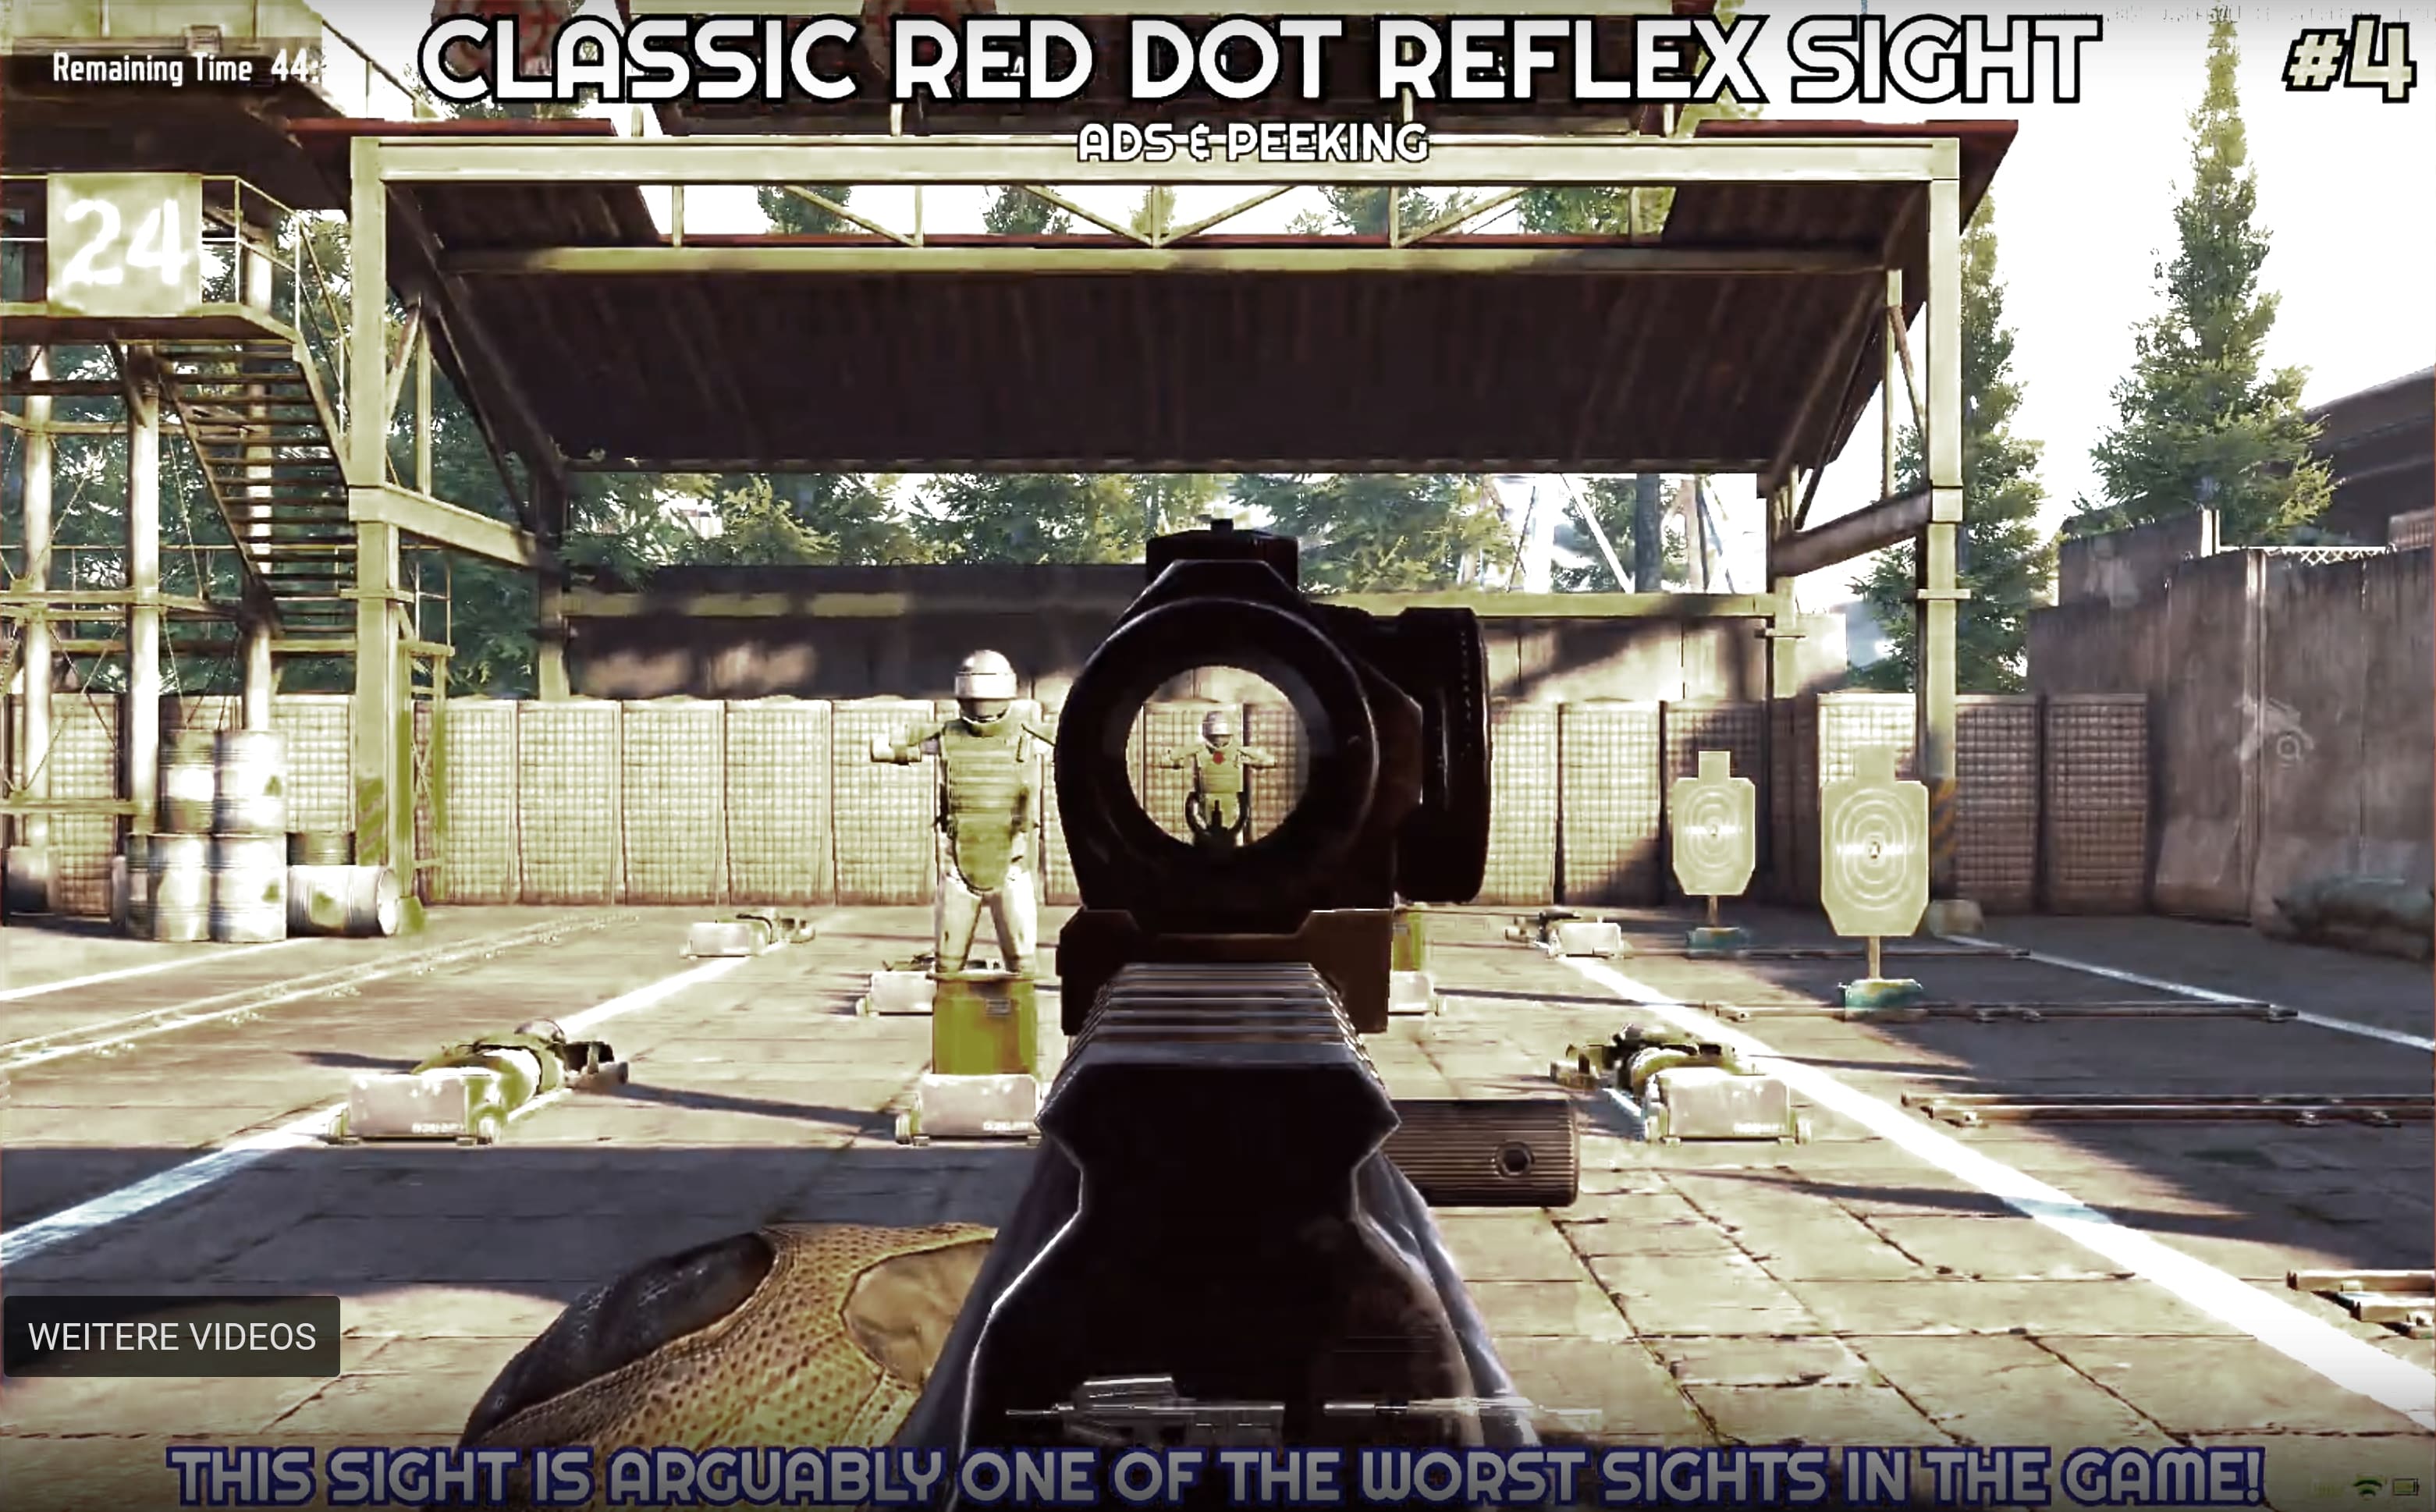 CLASSIC RED DOT REFLEX SIGHT
#4
Remaining Time 44:
ADS & PEEKING
24
WEITERE VIDEOS
THIS SIGHT IS ARGUABLY ONE OF THE WORST SIGHTS IN THE GAME!